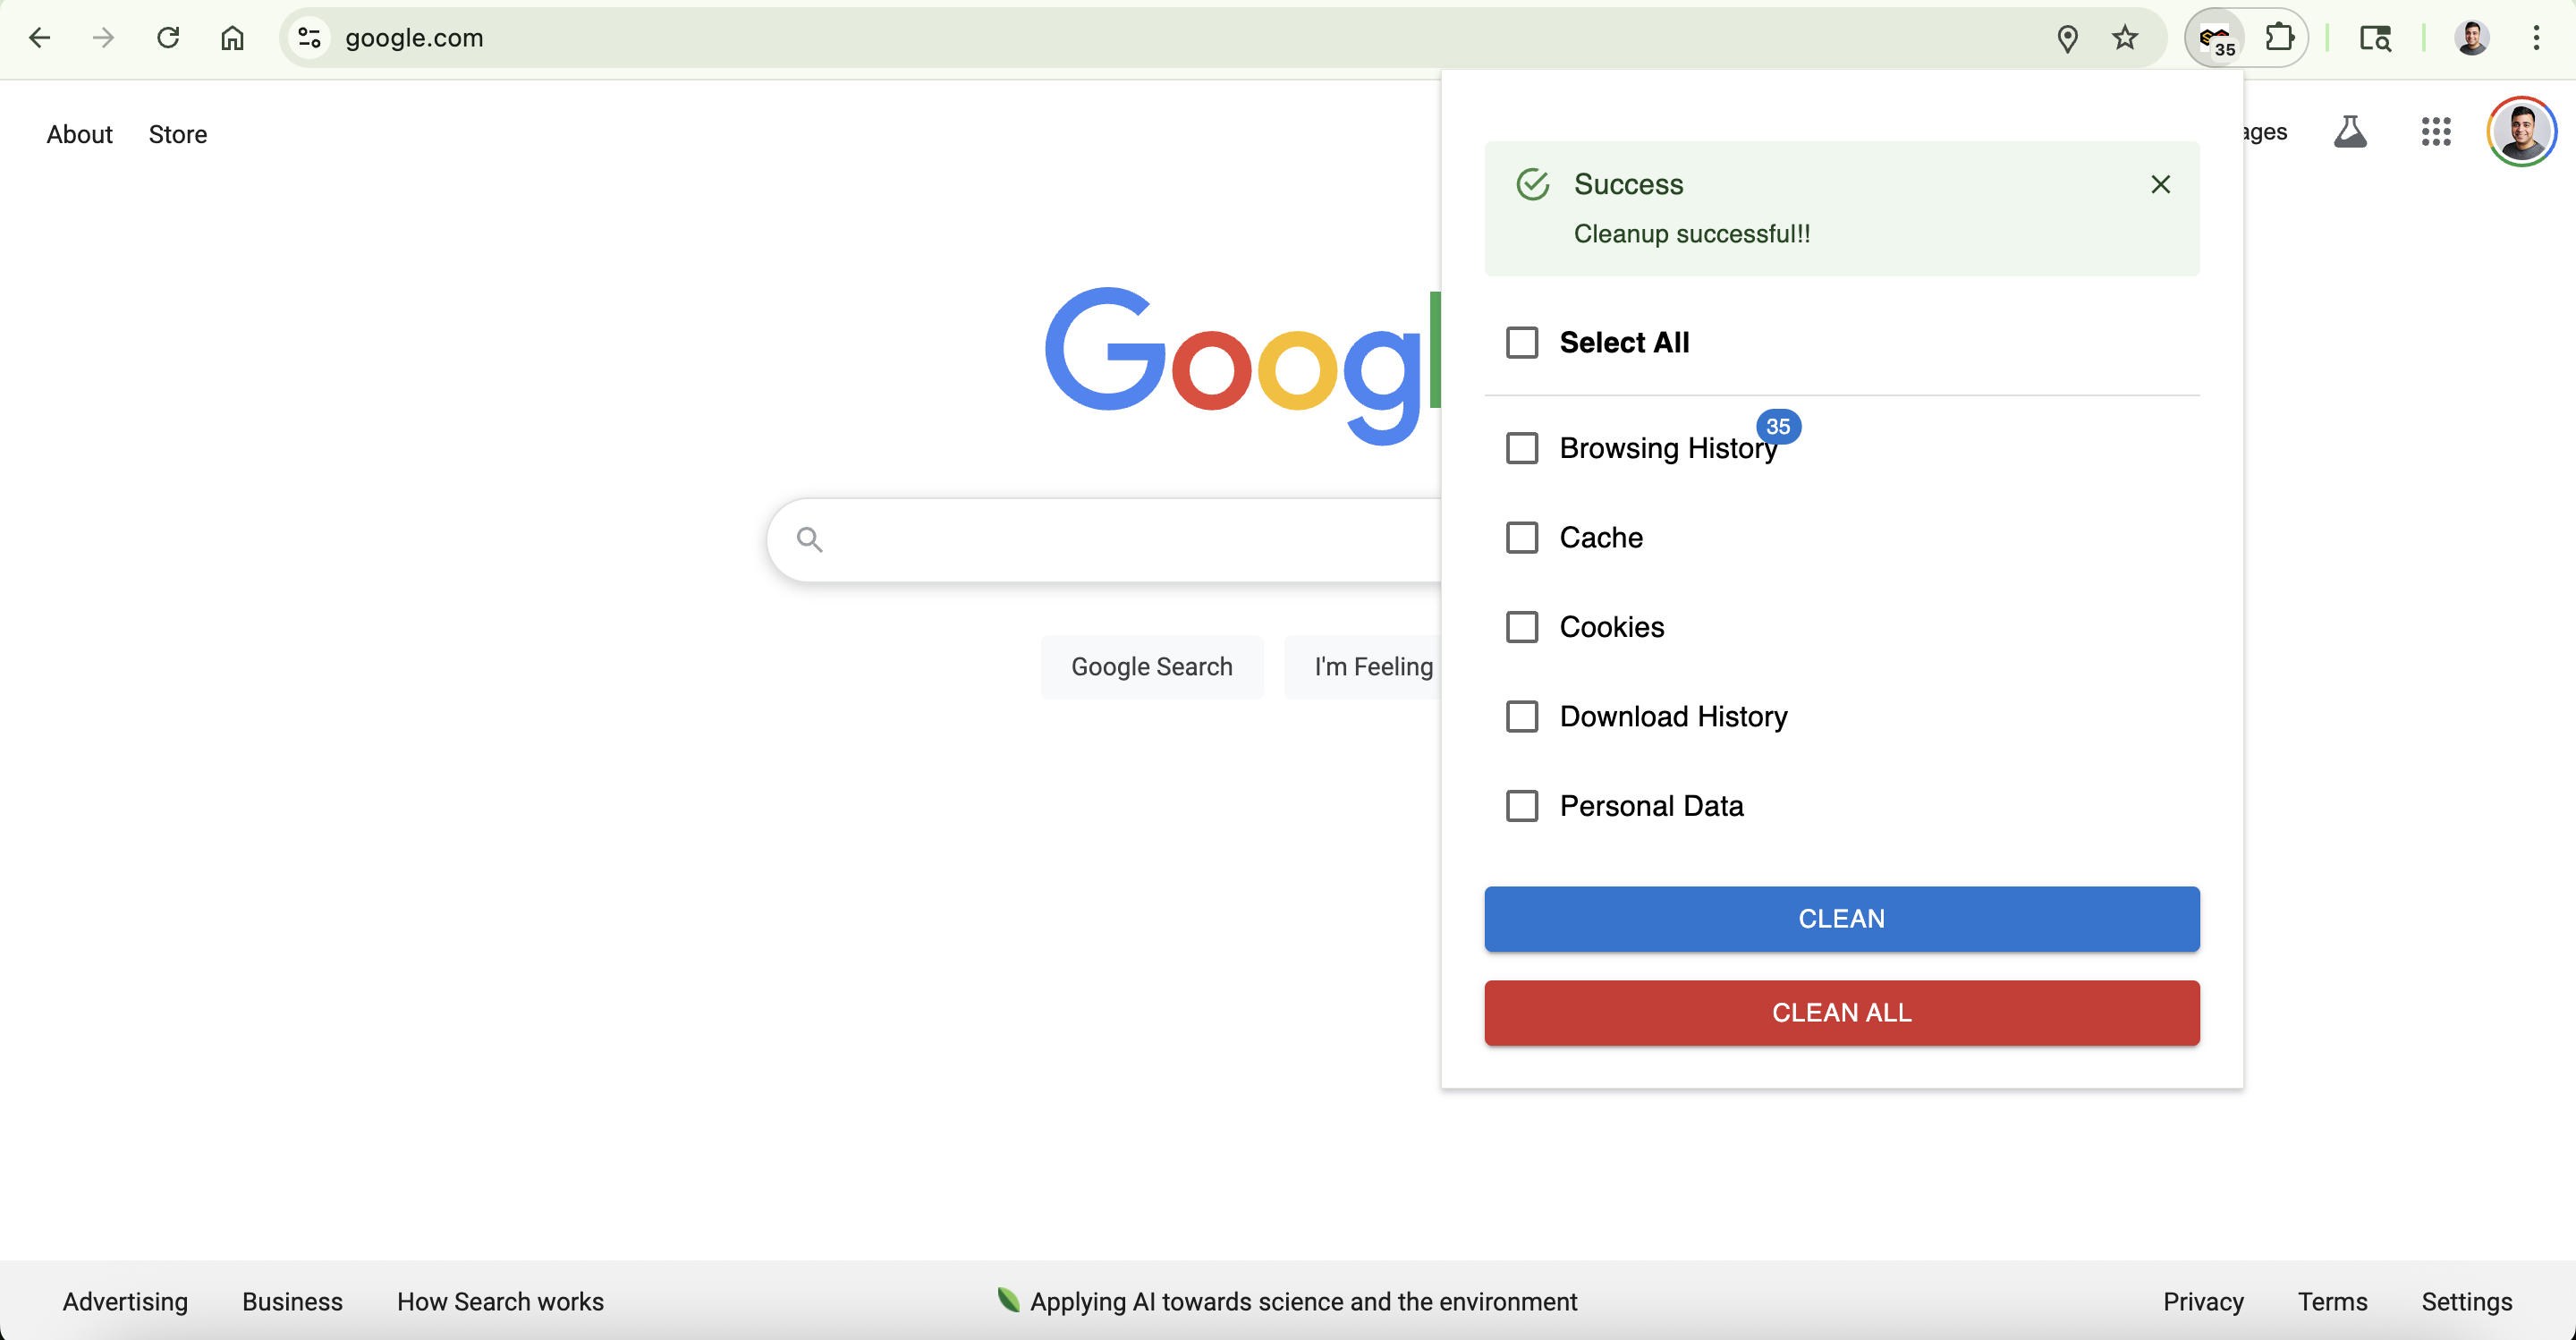 google.com
35
About
Store
ages
Success
Cleanup successful!!
Googl
Select All
35
Browsing History
Cache
Cookies
Google Search
I'm Feeling
Download History
Personal Data
CLEAN
CLEAN ALL
Advertising
Business
How Search works
Applying AI towards science and the environment
Privacy
Terms
Settings